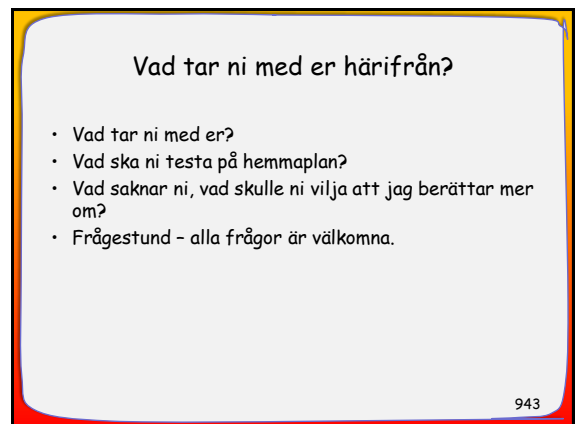 Vad tar ni med er härifrån?
• Vad tar ni med er?
• Vad ska ni testa på hemmaplan?
• Vad saknar ni, vad skulle ni vilja att jag berättar mer
om?
• Frågestund – alla frågor är välkomna.
943